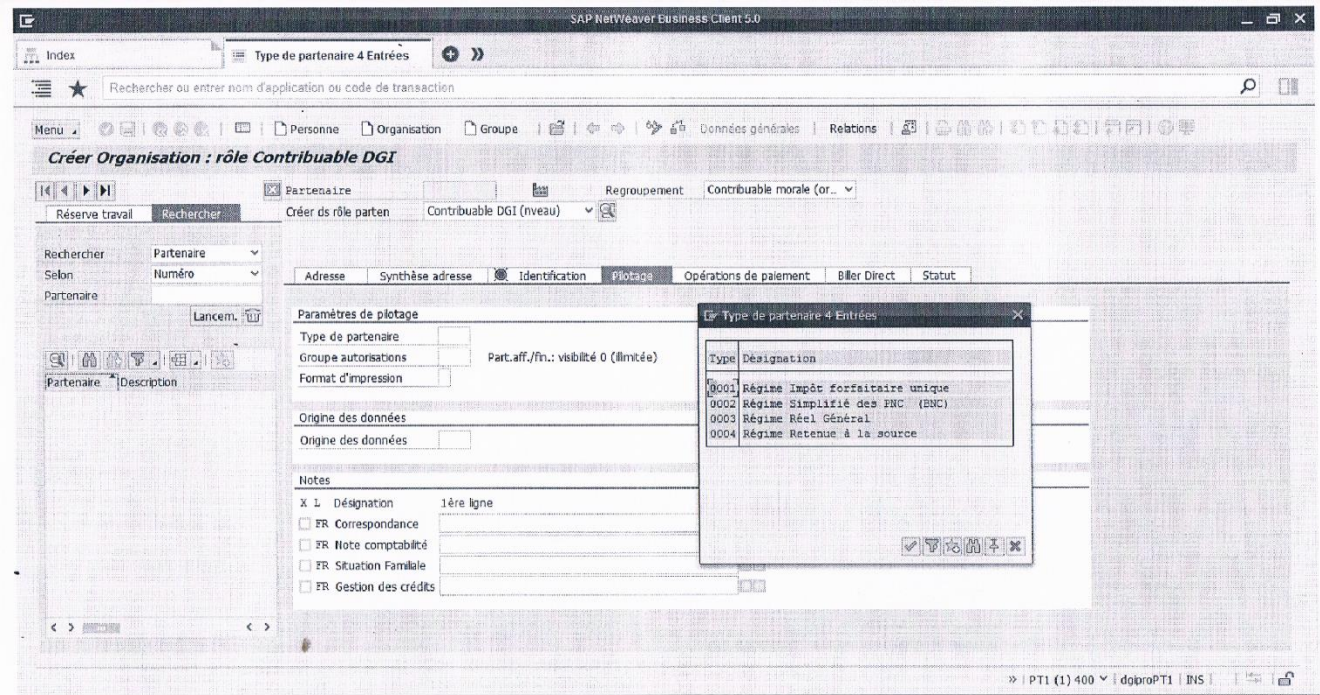 SAP NetWeaver Business Client 5.0
Index
Type de partenaire 4 Entrées
Rechercher ou entrer nom d'application ou code de transaction
Menu Personne Organisation Groupe Données générales Relations
Créer Organisation : rôle Contribuable DGI
Partenaire Regroupement Contribuable morale (or...
Réserve travail Rechercher
Créer ds rôle parten Contribuable DGI (nveau)
Rechercher Partenaire
Selon Numéro
Partenaire
Lancem.
Partenaire Description
Adresse Synthèse adresse Identification Pilotage Opérations de paiement Biller Direct Statut
Paramètres de pilotage
Type de partenaire
Groupe autorisations Part.aff./fin.: visibilité 0 (illimitée)
Format d'impression
Origine des données
Origine des données
Notes
X L Désignation 1ère ligne
FR Correspondance
FR Note comptabilité
FR Situation Familiale
FR Gestion des crédits
Type de partenaire 4 Entrées
Type Désignation
0001 Régime Impôt forfaitaire unique
0002 Régime Simplifié des PNC (BNC)
0003 Régime Réel Général
0004 Régime Retenue à la source
PT1 (1) 400 dgiproPT1 INS